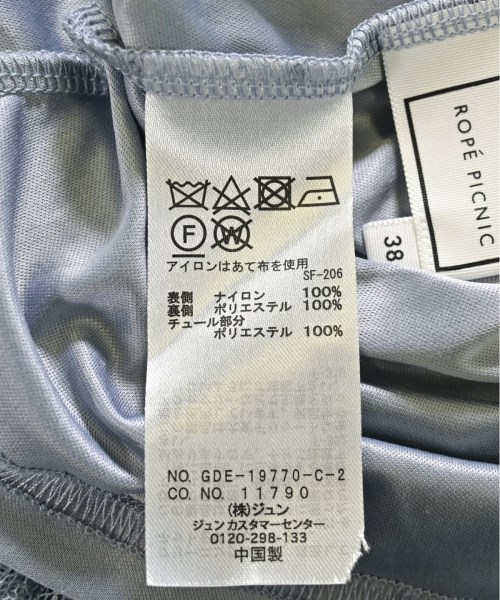 F W
アイロンはあて布を使用
SF-206
表側 ナイロン 100%
裏側 ポリエステル 100%
チュール部分
ポリエステル 100%
NO. GDE-19770-C-2
CO. NO. 11790
(株)ジュン
ジュン カスタマーセンター
0120-298-133
中国製
ROPÉ PICNIC
38